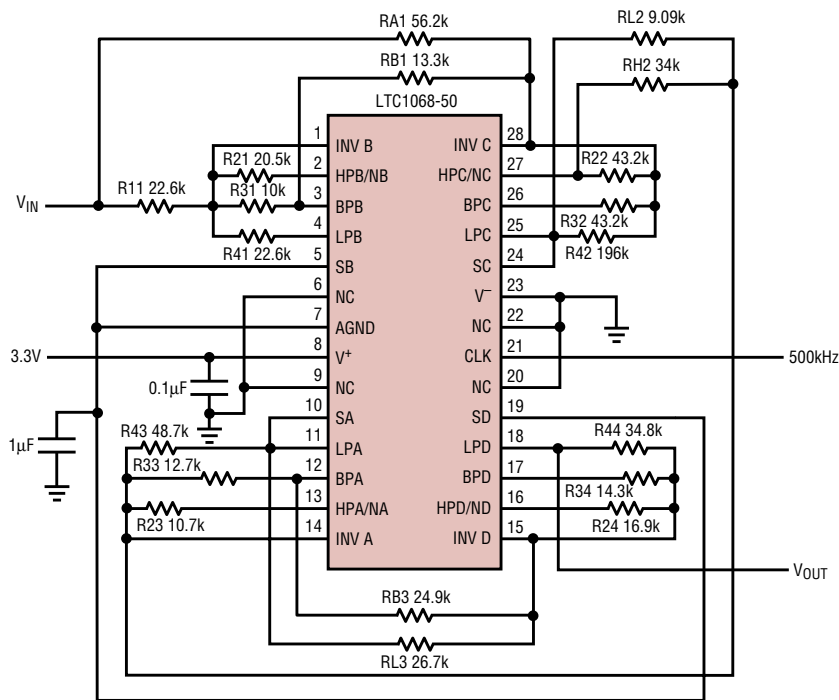 RA1 56.2k
RL2 9.09k
RB1 13.3k
RH2 34k
LTC1068-50
1 INV B
2 HPB/NB
3 BPB
4 LPB
5 SB
6 NC
7 AGND
8 V+
9 NC
10 SA
11 LPA
12 BPA
13 HPA/NA
14 INV A
28 INV C
27 HPC/NC
26 BPC
25 LPC
24 SC
23 V−
22 NC
21 CLK
20 NC
19 SD
18 LPD
17 BPD
16 HPD/ND
15 INV D
R21 20.5k
R11 22.6k
R31 10k
VIN
R41 22.6k
R22 43.2k
R32 43.2k
R42 196k
3.3V
0.1µF
500kHz
1µF
R43 48.7k
R33 12.7k
R23 10.7k
R44 34.8k
R34 14.3k
R24 16.9k
VOUT
RB3 24.9k
RL3 26.7k